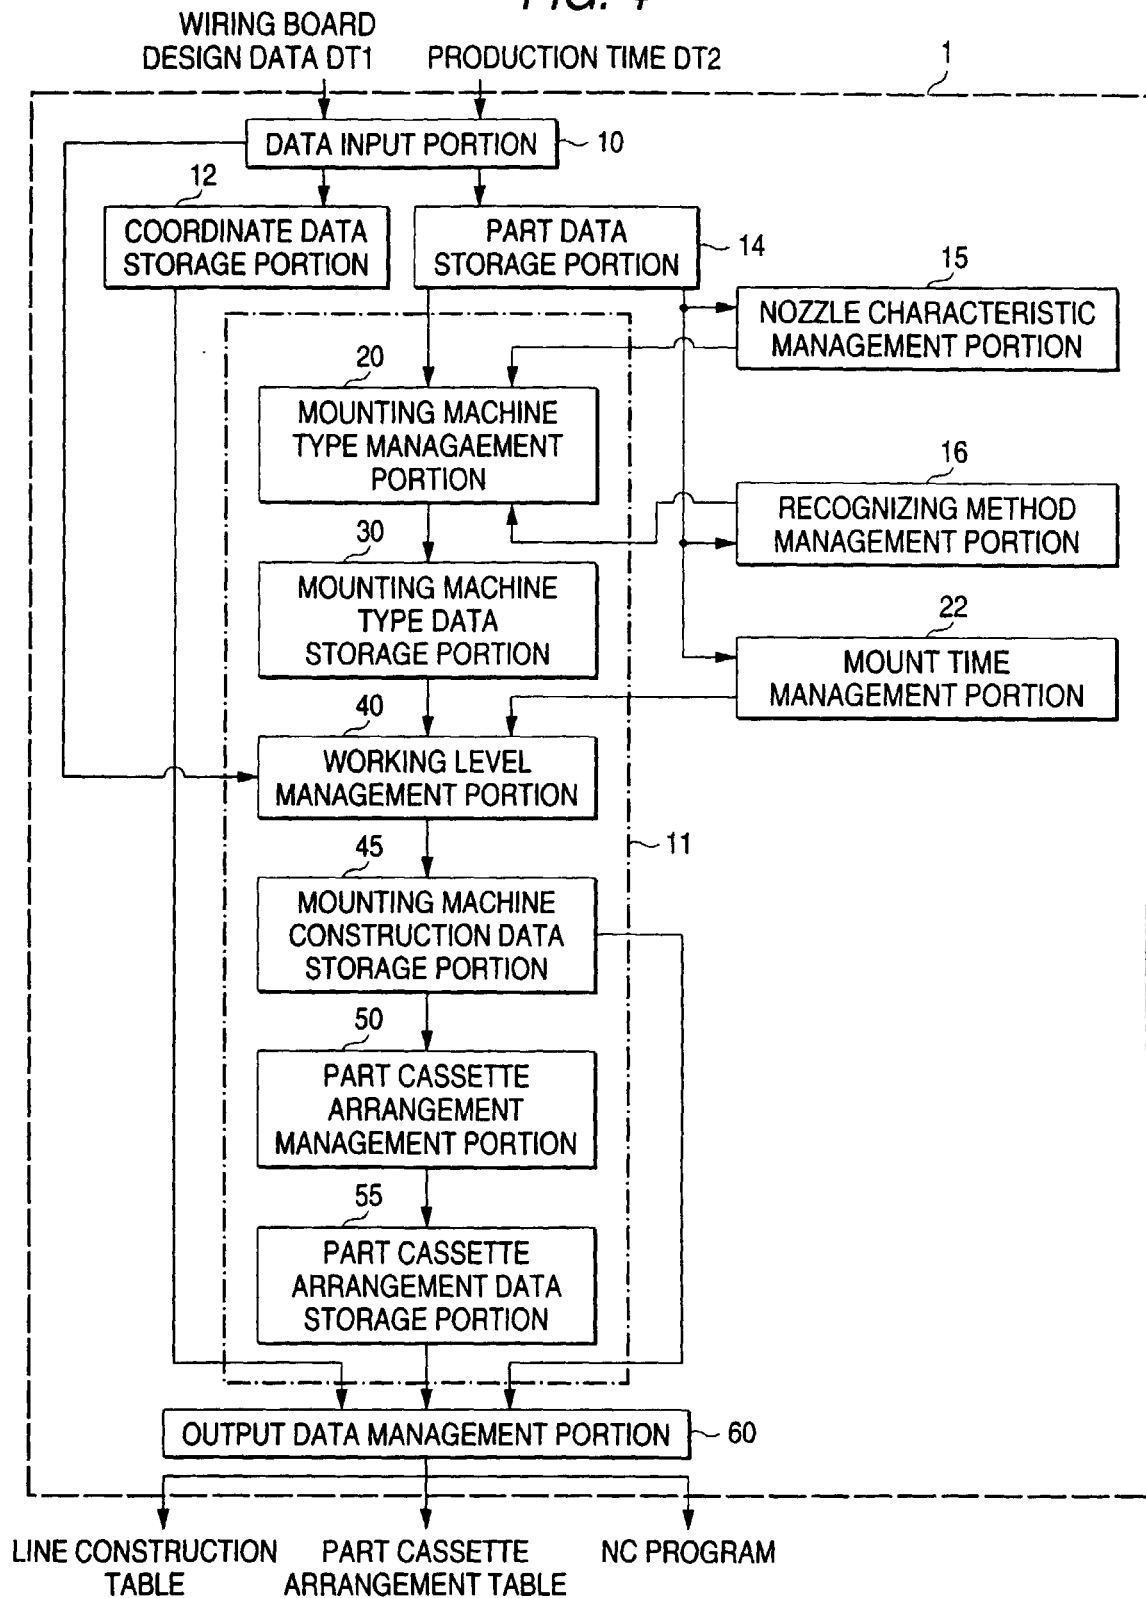 WIRING BOARD
DESIGN DATA DT1
PRODUCTION TIME DT2
1
DATA INPUT PORTION
10
12
COORDINATE DATA
STORAGE PORTION
PART DATA
STORAGE PORTION
14
15
NOZZLE CHARACTERISTIC
MANAGEMENT PORTION
20
MOUNTING MACHINE
TYPE MANAGAEMENT
PORTION
16
RECOGNIZING METHOD
MANAGEMENT PORTION
30
MOUNTING MACHINE
TYPE DATA
STORAGE PORTION
22
MOUNT TIME
MANAGEMENT PORTION
40
WORKING LEVEL
MANAGEMENT PORTION
11
45
MOUNTING MACHINE
CONSTRUCTION DATA
STORAGE PORTION
50
PART CASSETTE
ARRANGEMENT
MANAGEMENT PORTION
55
PART CASSETTE
ARRANGEMENT DATA
STORAGE PORTION
OUTPUT DATA MANAGEMENT PORTION
60
LINE CONSTRUCTION
TABLE
PART CASSETTE
ARRANGEMENT TABLE
NC PROGRAM